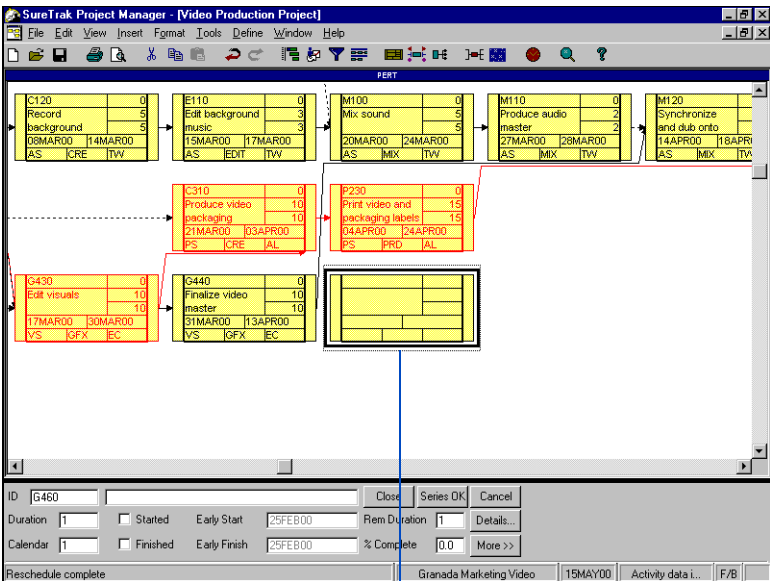 SureTrak Project Manager - [Video Production Project]
File Edit View Insert Format Tools Define Window Help
PERT
C120 0
Record 5
background 5
08MAR00 14MAR00
AS CRE TW
E110 0
Edit background 3
music 3
15MAR00 17MAR00
AS EDIT TW
M100 0
Mix sound 5
5
20MAR00 24MAR00
AS MIX TW
M110 0
Produce audio 2
master 2
27MAR00 28MAR00
AS MIX TW
M120
Synchronize
and dub onto
14APR00 18APR
AS MIX TW
C310 0
Produce video 10
packaging 10
21MAR00 03APR00
PS CRE AL
P230 0
Print video and 15
packaging labels 15
04APR00 24APR00
PS PRD AL
G430 0
Edit visuals 10
10
17MAR00 30MAR00
VS GFX EC
G440 0
Finalize video 10
master 10
31MAR00 13APR00
VS GFX EC
ID G460 Close Series OK Cancel
Duration 1 Started Early Start 25FEB00 Rem Duration 1 Details...
Calendar 1 Finished Early Finish 25FEB00 % Complete 0.0 More >>
Reschedule complete Granada Marketing Video 15MAY00 Activity data i... F/B